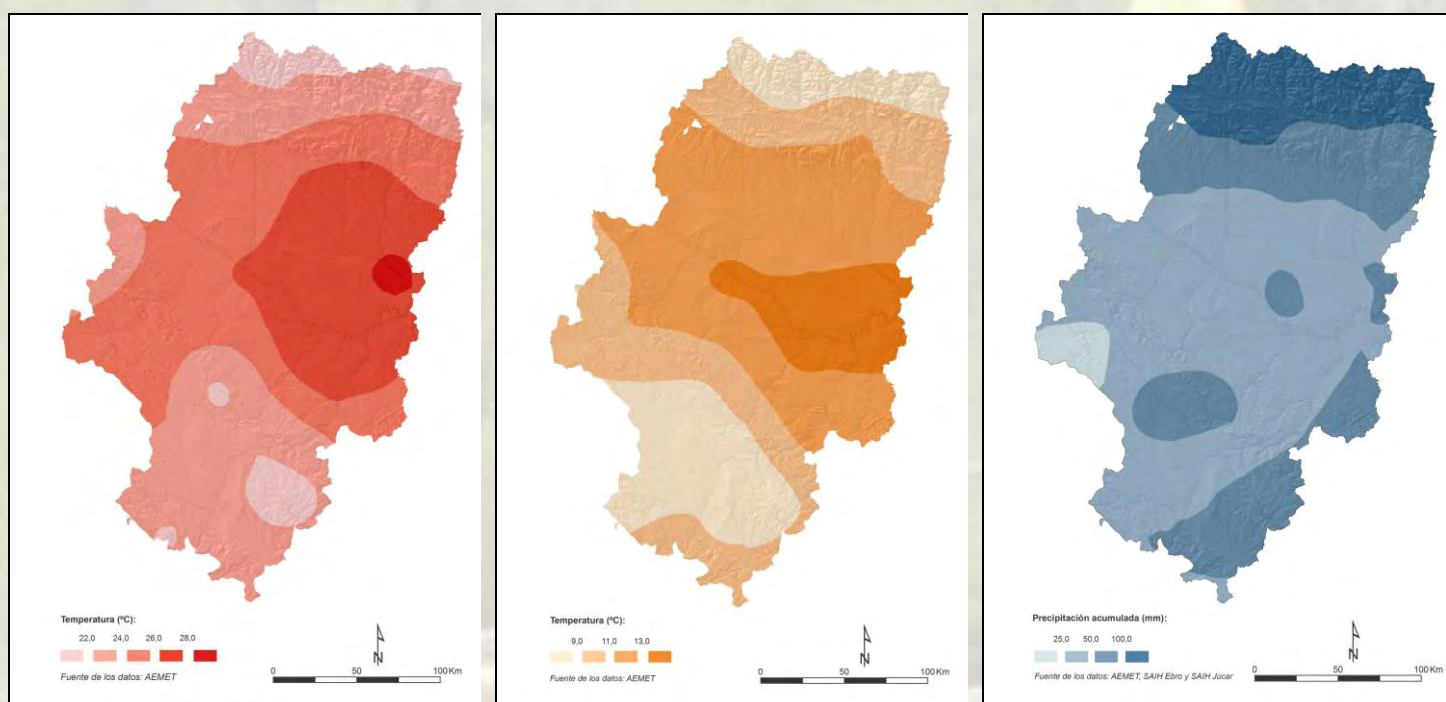 Temperatura (ºC):
22,0 24,0 26,0 28,0
Fuente de los datos: AEMET
N
0 50 100 Km
Temperatura (ºC):
9,0 11,0 13,0
Fuente de los datos: AEMET
N
0 50 100 Km
Precipitación acumulada (mm):
25,0 50,0 100,0
Fuente de los datos: AEMET, SAIH Ebro y SAIH Júcar
N
0 50 100 Km